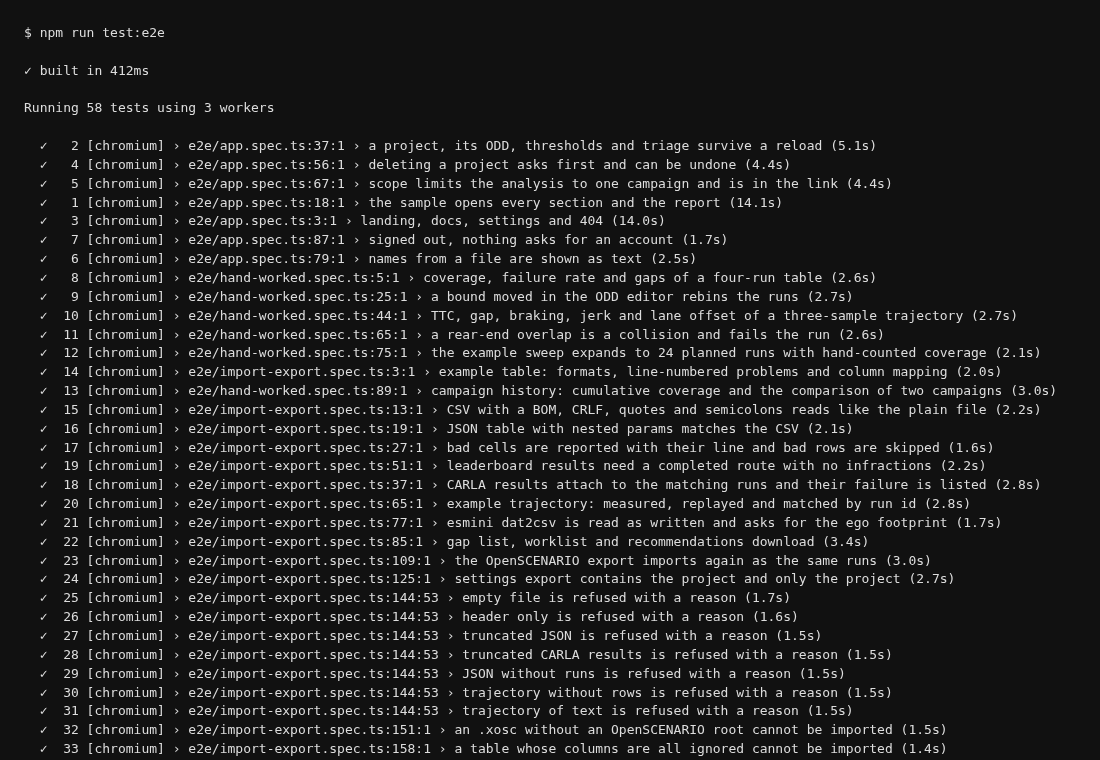 $ npm run test:e2e
✓ built in 412ms
Running 58 tests using 3 workers
✓ 2 [chromium] › e2e/app.spec.ts:37:1 › a project, its ODD, thresholds and triage survive a reload (5.1s)
✓ 4 [chromium] › e2e/app.spec.ts:56:1 › deleting a project asks first and can be undone (4.4s)
✓ 5 [chromium] › e2e/app.spec.ts:67:1 › scope limits the analysis to one campaign and is in the link (4.4s)
✓ 1 [chromium] › e2e/app.spec.ts:18:1 › the sample opens every section and the report (14.1s)
✓ 3 [chromium] › e2e/app.spec.ts:3:1 › landing, docs, settings and 404 (14.0s)
✓ 7 [chromium] › e2e/app.spec.ts:87:1 › signed out, nothing asks for an account (1.7s)
✓ 6 [chromium] › e2e/app.spec.ts:79:1 › names from a file are shown as text (2.5s)
✓ 8 [chromium] › e2e/hand-worked.spec.ts:5:1 › coverage, failure rate and gaps of a four-run table (2.6s)
✓ 9 [chromium] › e2e/hand-worked.spec.ts:25:1 › a bound moved in the ODD editor rebins the runs (2.7s)
✓ 10 [chromium] › e2e/hand-worked.spec.ts:44:1 › TTC, gap, braking, jerk and lane offset of a three-sample trajectory (2.7s)
✓ 11 [chromium] › e2e/hand-worked.spec.ts:65:1 › a rear-end overlap is a collision and fails the run (2.6s)
✓ 12 [chromium] › e2e/hand-worked.spec.ts:75:1 › the example sweep expands to 24 planned runs with hand-counted coverage (2.1s)
✓ 14 [chromium] › e2e/import-export.spec.ts:3:1 › example table: formats, line-numbered problems and column mapping (2.0s)
✓ 13 [chromium] › e2e/hand-worked.spec.ts:89:1 › campaign history: cumulative coverage and the comparison of two campaigns (3.0s)
✓ 15 [chromium] › e2e/import-export.spec.ts:13:1 › CSV with a BOM, CRLF, quotes and semicolons reads like the plain file (2.2s)
✓ 16 [chromium] › e2e/import-export.spec.ts:19:1 › JSON table with nested params matches the CSV (2.1s)
✓ 17 [chromium] › e2e/import-export.spec.ts:27:1 › bad cells are reported with their line and bad rows are skipped (1.6s)
✓ 19 [chromium] › e2e/import-export.spec.ts:51:1 › leaderboard results need a completed route with no infractions (2.2s)
✓ 18 [chromium] › e2e/import-export.spec.ts:37:1 › CARLA results attach to the matching runs and their failure is listed (2.8s)
✓ 20 [chromium] › e2e/import-export.spec.ts:65:1 › example trajectory: measured, replayed and matched by run id (2.8s)
✓ 21 [chromium] › e2e/import-export.spec.ts:77:1 › esmini dat2csv is read as written and asks for the ego footprint (1.7s)
✓ 22 [chromium] › e2e/import-export.spec.ts:85:1 › gap list, worklist and recommendations download (3.4s)
✓ 23 [chromium] › e2e/import-export.spec.ts:109:1 › the OpenSCENARIO export imports again as the same runs (3.0s)
✓ 24 [chromium] › e2e/import-export.spec.ts:125:1 › settings export contains the project and only the project (2.7s)
✓ 25 [chromium] › e2e/import-export.spec.ts:144:53 › empty file is refused with a reason (1.7s)
✓ 26 [chromium] › e2e/import-export.spec.ts:144:53 › header only is refused with a reason (1.6s)
✓ 27 [chromium] › e2e/import-export.spec.ts:144:53 › truncated JSON is refused with a reason (1.5s)
✓ 28 [chromium] › e2e/import-export.spec.ts:144:53 › truncated CARLA results is refused with a reason (1.5s)
✓ 29 [chromium] › e2e/import-export.spec.ts:144:53 › JSON without runs is refused with a reason (1.5s)
✓ 30 [chromium] › e2e/import-export.spec.ts:144:53 › trajectory without rows is refused with a reason (1.5s)
✓ 31 [chromium] › e2e/import-export.spec.ts:144:53 › trajectory of text is refused with a reason (1.5s)
✓ 32 [chromium] › e2e/import-export.spec.ts:151:1 › an .xosc without an OpenSCENARIO root cannot be imported (1.5s)
✓ 33 [chromium] › e2e/import-export.spec.ts:158:1 › a table whose columns are all ignored cannot be imported (1.4s)